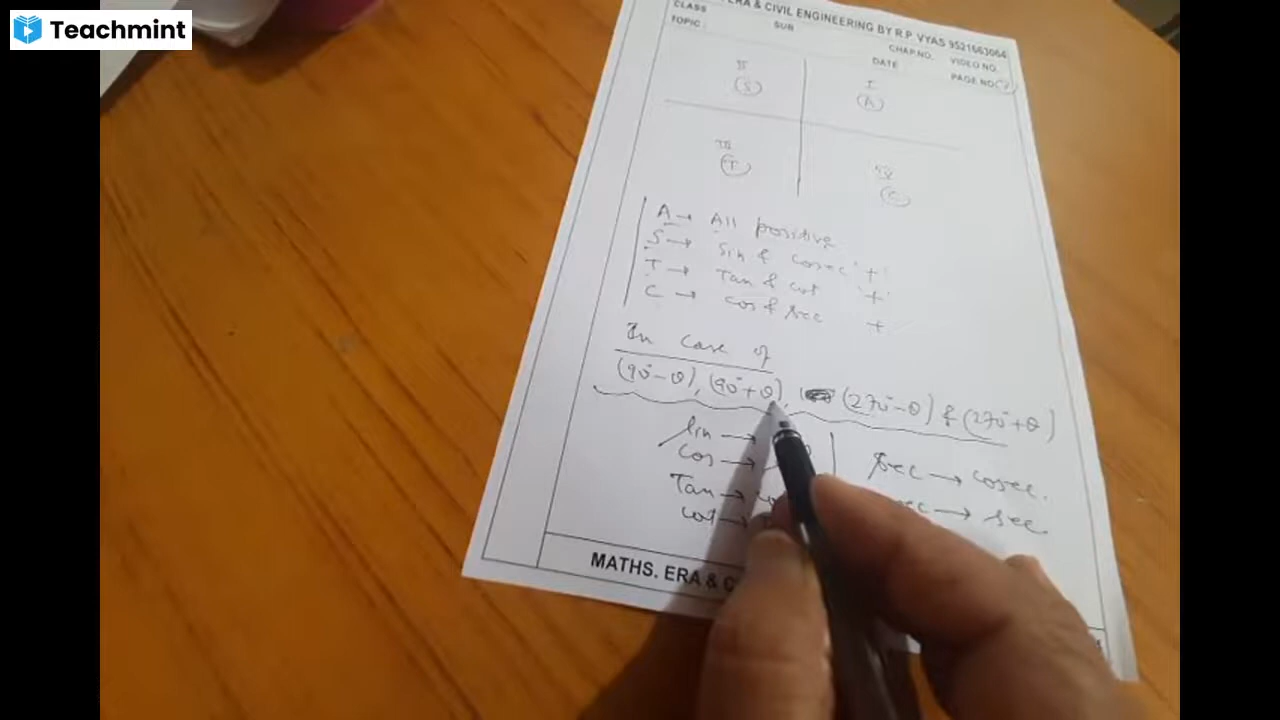 Teachmint
ERA & CIVIL ENGINEERING BY R.P VYAS 9521663064
CLASS SUB CHAP.NO. VIDEO NO.
TOPIC : DATE PAGE NO.
II I
S A
III IV
T C
A → All positive
S → Sin & cosec '+'
T → Tan & cot '+'
C → cos & sec +
In case of
(90°-θ), (90°+θ), (270°-θ) & (270°+θ)
Sin →
cos →
Sec → cosec.
Tan →
cot →
→ sec
MATHS. ERA &